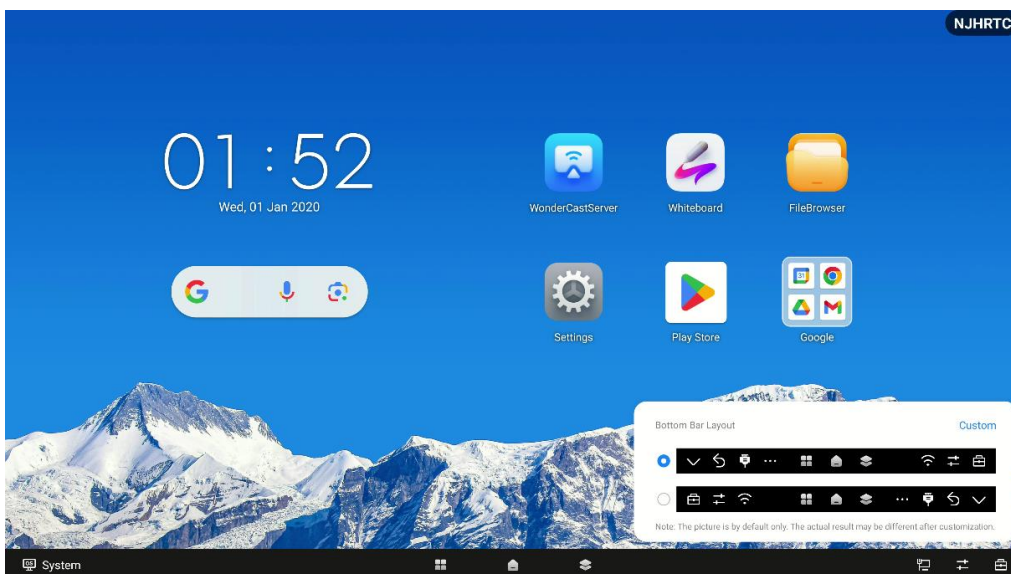 NJHRTC
01:52
Wed, 01 Jan 2020
WonderCastServer
Whiteboard
FileBrowser
G
Settings
Play Store
31
Google
Bottom Bar Layout
Custom
Note: The picture is by default only. The actual result may be different after customization.
System